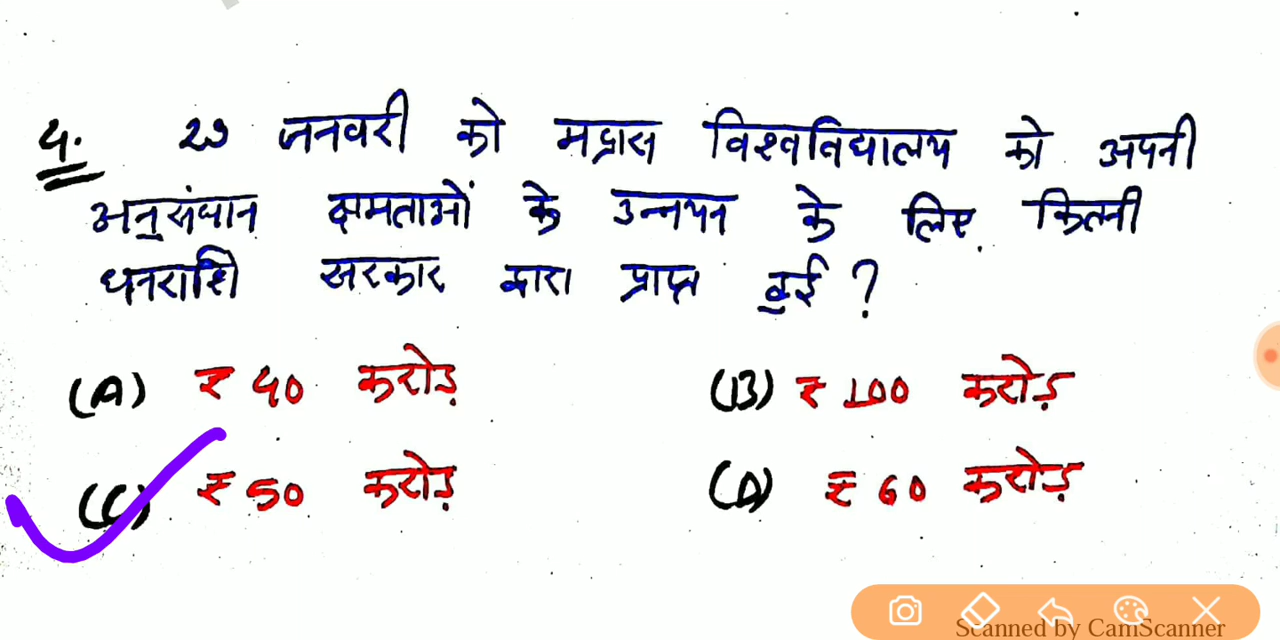 4. 29 जनवरी को मद्रास विश्वविद्यालय को अपनी
अनुसंधान क्षमताओं के उन्नयन के लिए कितनी
धनराशि सरकार द्वारा प्राप्त हुई ?
(A) ₹ 40 करोड़ (B) ₹ 100 करोड़
(C) ₹ 50 करोड़ (D) ₹ 60 करोड़
Scanned by CamScanner